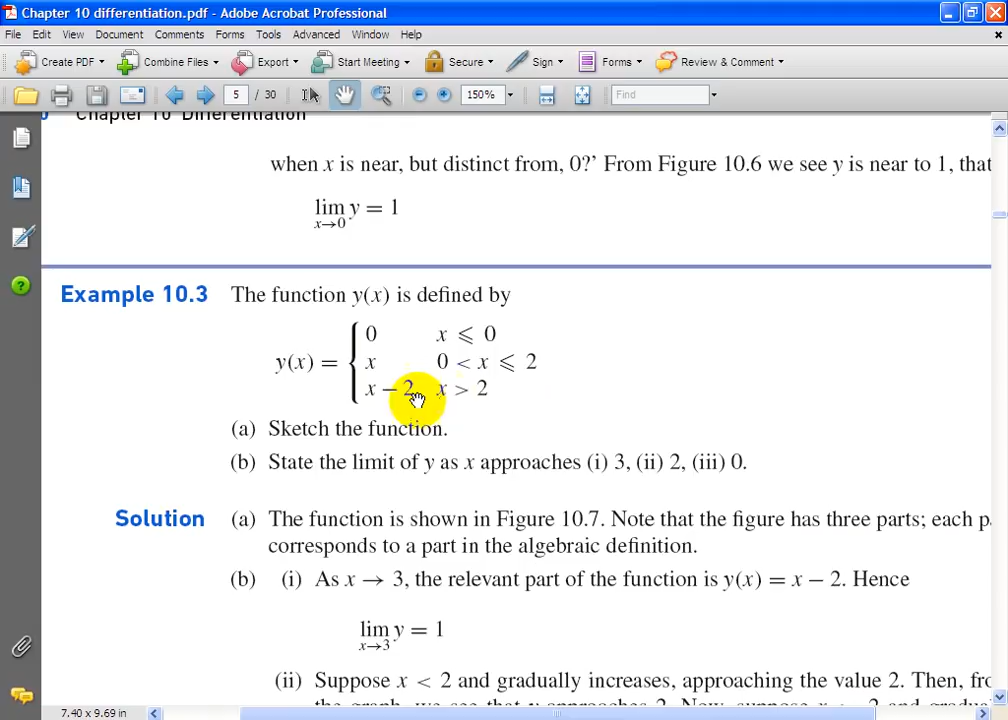 Chapter 10 differentiation.pdf - Adobe Acrobat Professional
File Edit View Document Comments Forms Tools Advanced Window Help
Create PDF Combine Files Export Start Meeting Secure Sign Forms Review & Comment
5 / 30 150% Find
Chapter 10 Differentiation
when x is near, but distinct from, 0?' From Figure 10.6 we see y is near to 1, that
lim y = 1
x→0
Example 10.3 The function y(x) is defined by
0 x ⩽ 0
y(x) = { x 0 < x ⩽ 2
x − 2 x > 2
(a) Sketch the function.
(b) State the limit of y as x approaches (i) 3, (ii) 2, (iii) 0.
Solution (a) The function is shown in Figure 10.7. Note that the figure has three parts; each
corresponds to a part in the algebraic definition.
(b) (i) As x → 3, the relevant part of the function is y(x) = x − 2. Hence
lim y = 1
x→3
(ii) Suppose x < 2 and gradually increases, approaching the value 2. Then,
7.40 x 9.69 in